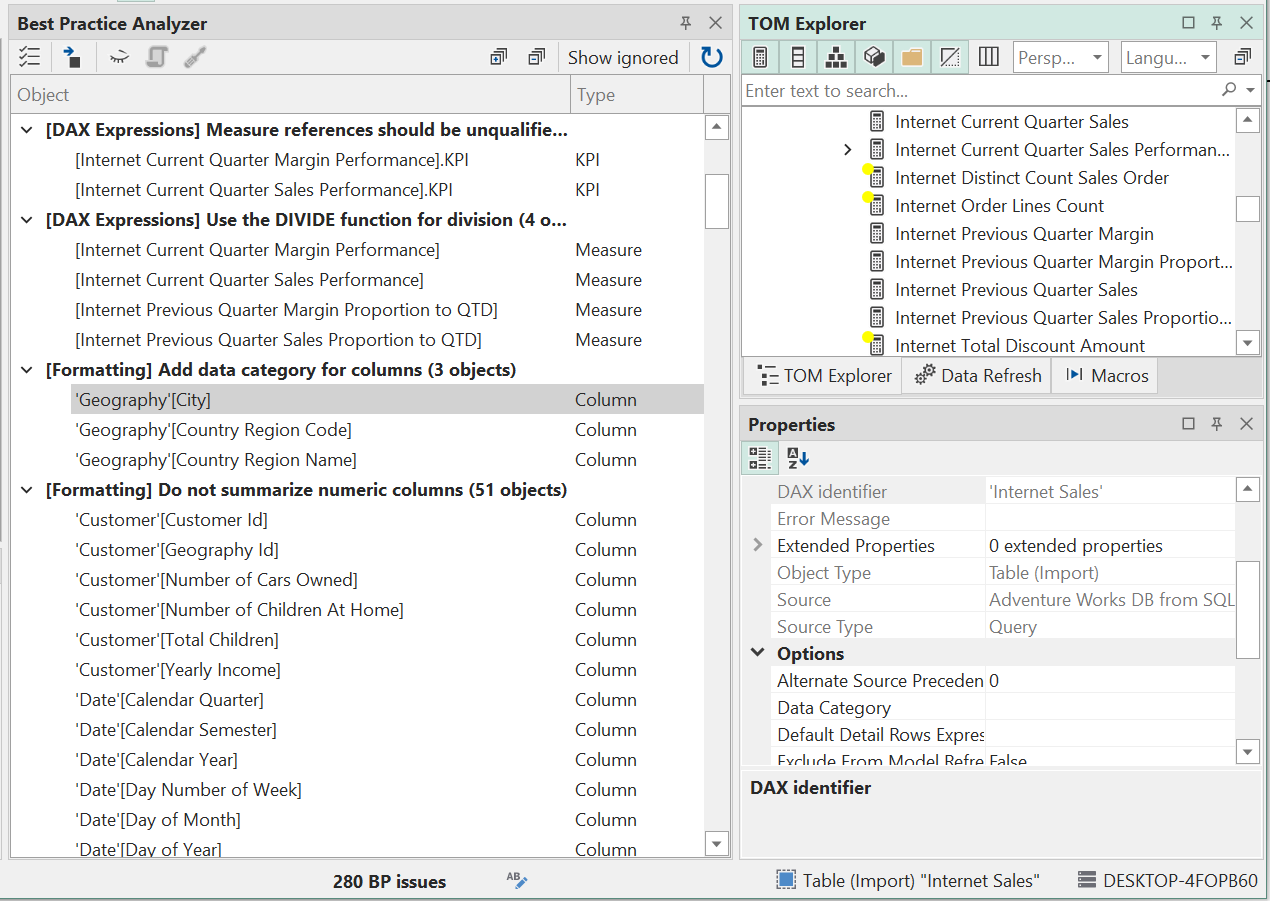 Best Practice Analyzer
Show ignored
Object Type
[DAX Expressions] Measure references should be unqualifie...
[Internet Current Quarter Margin Performance].KPI KPI
[Internet Current Quarter Sales Performance].KPI KPI
[DAX Expressions] Use the DIVIDE function for division (4 o...
[Internet Current Quarter Margin Performance] Measure
[Internet Current Quarter Sales Performance] Measure
[Internet Previous Quarter Margin Proportion to QTD] Measure
[Internet Previous Quarter Sales Proportion to QTD] Measure
[Formatting] Add data category for columns (3 objects)
'Geography'[City] Column
'Geography'[Country Region Code] Column
'Geography'[Country Region Name] Column
[Formatting] Do not summarize numeric columns (51 objects)
'Customer'[Customer Id] Column
'Customer'[Geography Id] Column
'Customer'[Number of Cars Owned] Column
'Customer'[Number of Children At Home] Column
'Customer'[Total Children] Column
'Customer'[Yearly Income] Column
'Date'[Calendar Quarter] Column
'Date'[Calendar Semester] Column
'Date'[Calendar Year] Column
'Date'[Day Number of Week] Column
'Date'[Day of Month] Column
'Date'[Day of Year] Column
TOM Explorer
Persp... Langu...
Enter text to search...
Internet Current Quarter Sales
Internet Current Quarter Sales Performan...
Internet Distinct Count Sales Order
Internet Order Lines Count
Internet Previous Quarter Margin
Internet Previous Quarter Margin Proport...
Internet Previous Quarter Sales
Internet Previous Quarter Sales Proportio...
Internet Total Discount Amount
TOM Explorer Data Refresh Macros
Properties
AZ
DAX identifier 'Internet Sales'
Error Message
Extended Properties 0 extended properties
Object Type Table (Import)
Source Adventure Works DB from SQL
Source Type Query
Options
Alternate Source Preceden 0
Data Category
Default Detail Rows Expres
Exclude From Model Refre False
DAX identifier
280 BP issues AB Table (Import) "Internet Sales" DESKTOP-4FOPB60